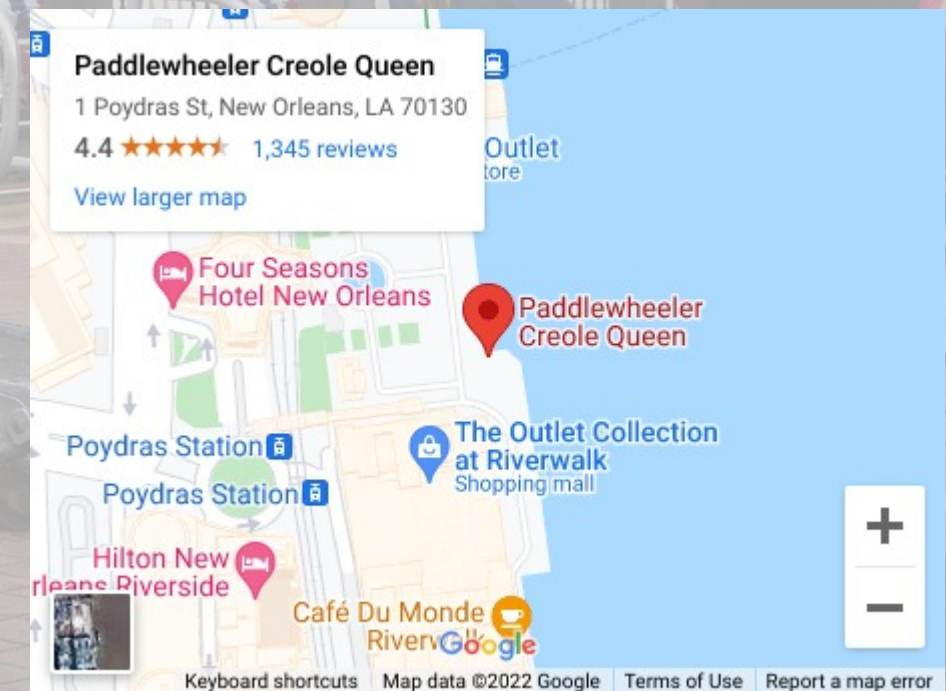 Paddlewheeler Creole Queen
1 Poydras St, New Orleans, LA 70130
4.4
1,345 reviews
View larger map
Outlet
tore
Four Seasons
Hotel New Orleans
Paddlewheeler
Creole Queen
Poydras Station
The Outlet Collection
at Riverwalk
Shopping mall
Poydras Station
Hilton New
rleans Riverside
Café Du Monde
Riverwalk
Google
Keyboard shortcuts
Map data ©2022 Google
Terms of Use
Report a map error